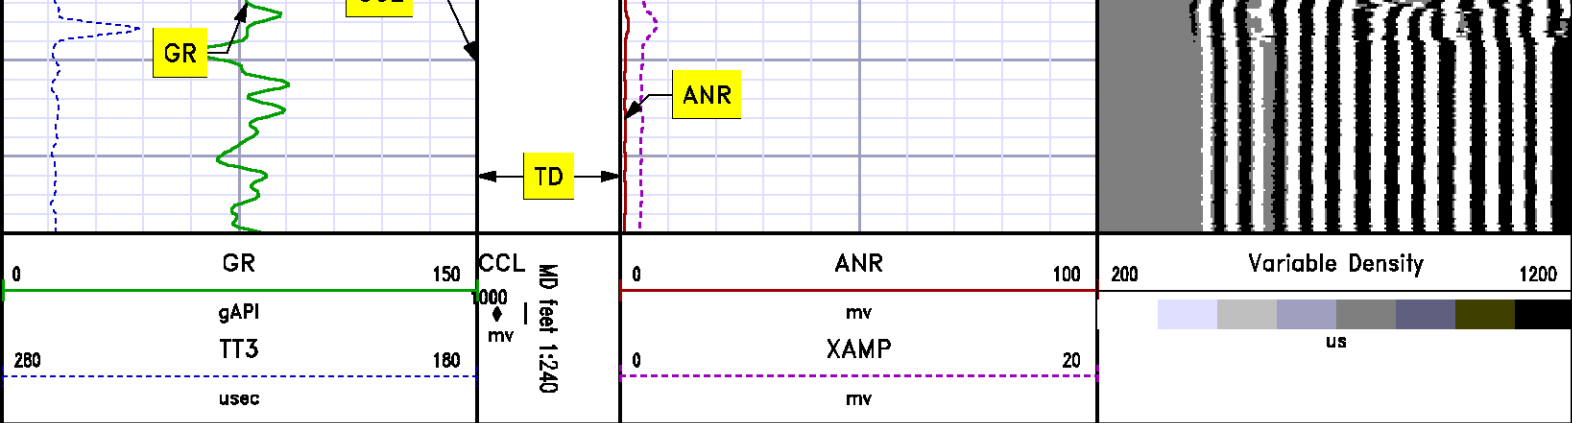 CCL
GR
ANR
TD
GR
0 150
gAPI
TT3
280 180
usec
CCL
1000
mv
MD feet 1:240
ANR
0 100
mv
XAMP
0 20
mv
Variable Density
200 1200
us